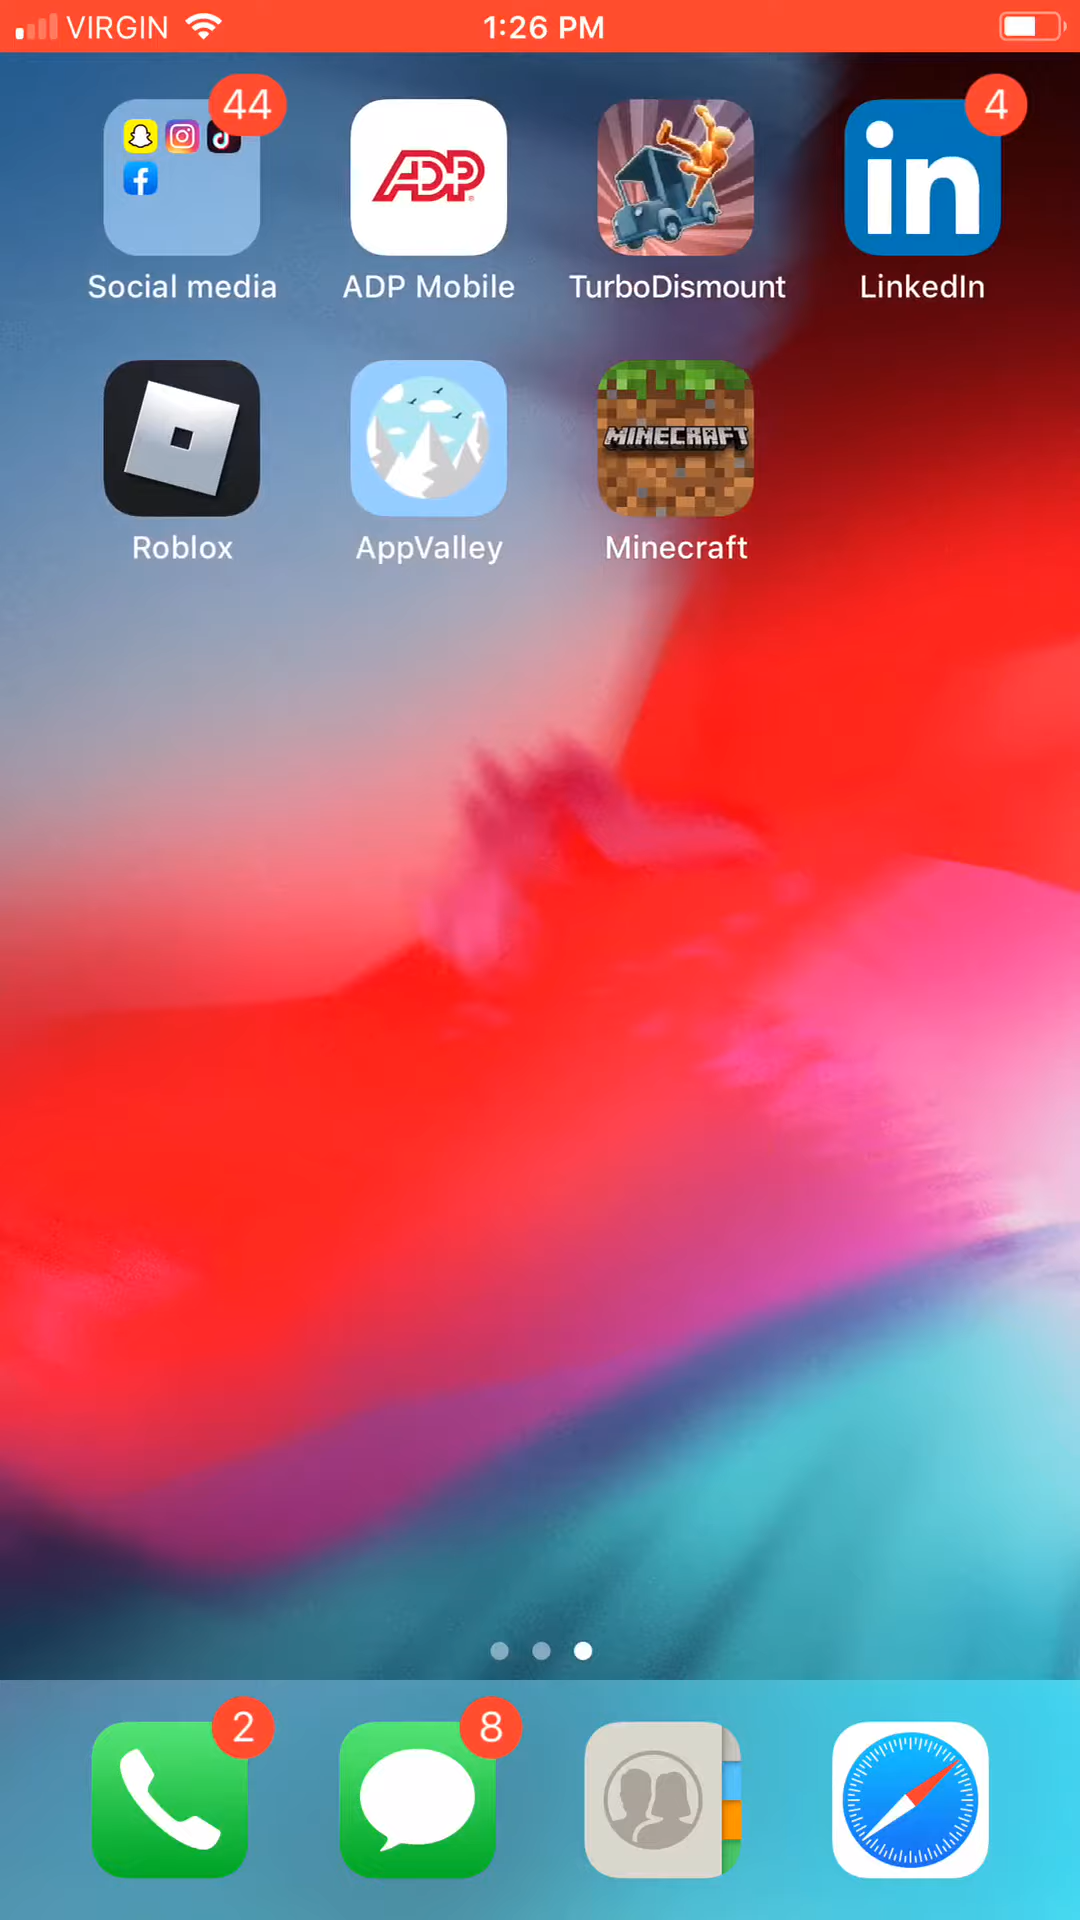 VIRGIN 1:26 PM
44 4
ADP
in
Social media ADP Mobile TurboDismount LinkedIn
MINECRAFT
Roblox AppValley Minecraft
2 8